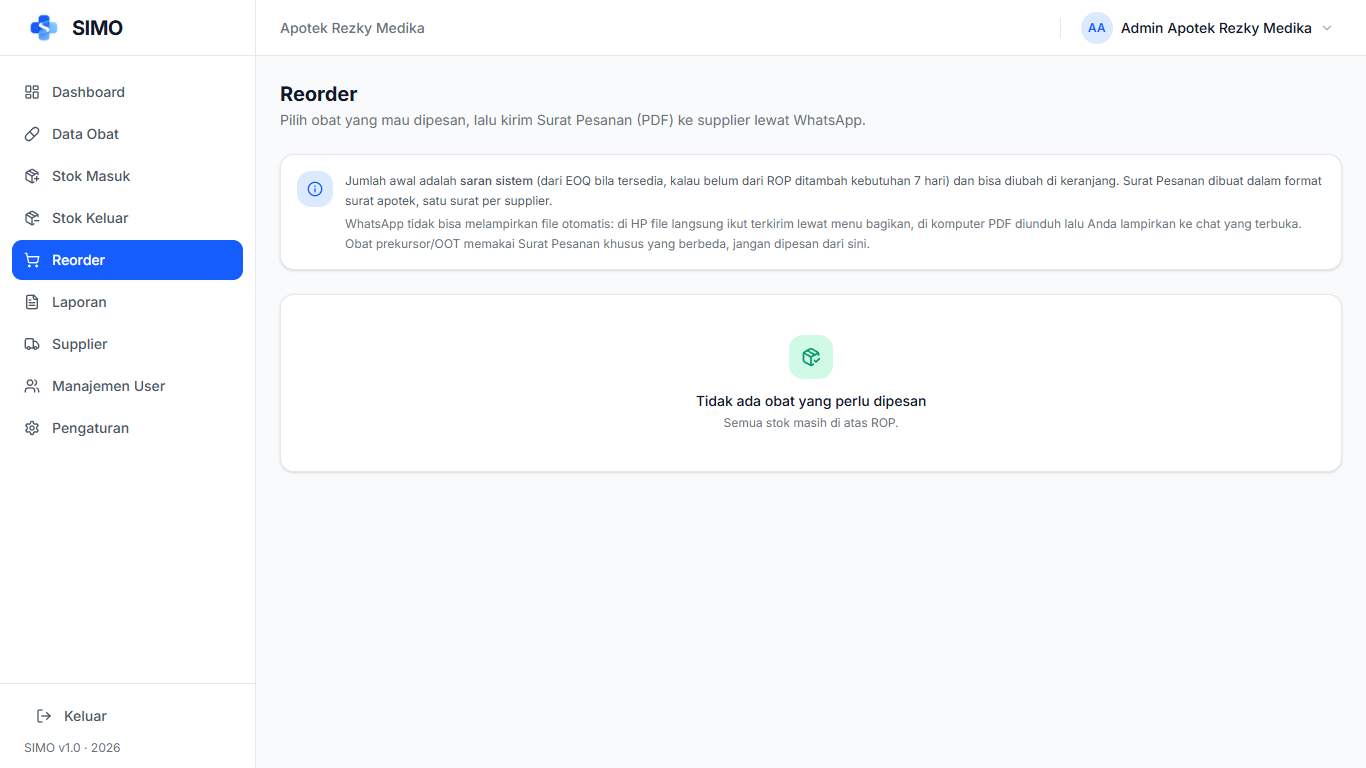 SIMO
Apotek Rezky Medika
AA
Admin Apotek Rezky Medika
Dashboard
Data Obat
Stok Masuk
Stok Keluar
Reorder
Laporan
Supplier
Manajemen User
Pengaturan
Keluar
SIMO v1.0 · 2026
Reorder
Pilih obat yang mau dipesan, lalu kirim Surat Pesanan (PDF) ke supplier lewat WhatsApp.
Jumlah awal adalah saran sistem (dari EOQ bila tersedia, kalau belum dari ROP ditambah kebutuhan 7 hari) dan bisa diubah di keranjang. Surat Pesanan dibuat dalam format
surat apotek, satu surat per supplier.
WhatsApp tidak bisa melampirkan file otomatis: di HP file langsung ikut terkirim lewat menu bagikan, di komputer PDF diunduh lalu Anda lampirkan ke chat yang terbuka.
Obat prekursor/OOT memakai Surat Pesanan khusus yang berbeda, jangan dipesan dari sini.
Tidak ada obat yang perlu dipesan
Semua stok masih di atas ROP.